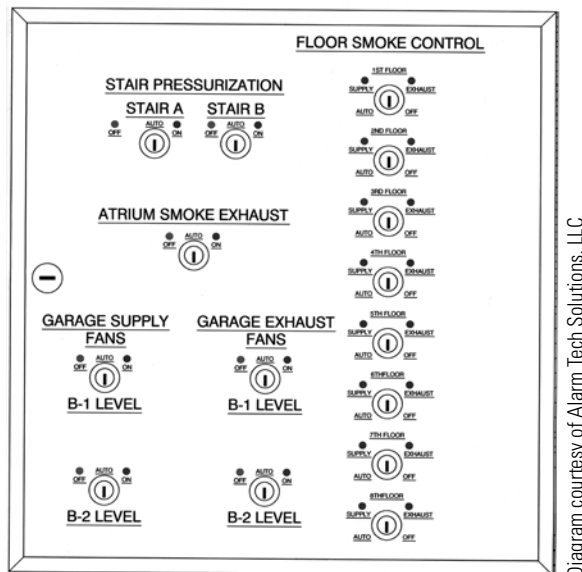 FLOOR SMOKE CONTROL
STAIR PRESSURIZATION
STAIR A STAIR B
OFF AUTO ON OFF AUTO ON
ATRIUM SMOKE EXHAUST
OFF AUTO ON
GARAGE SUPPLY
FANS
OFF AUTO ON
B-1 LEVEL
GARAGE EXHAUST
FANS
OFF AUTO ON
B-1 LEVEL
OFF AUTO ON
B-2 LEVEL
OFF AUTO ON
B-2 LEVEL
1ST FLOOR
SUPPLY EXHAUST
AUTO OFF
2ND FLOOR
SUPPLY EXHAUST
AUTO OFF
3RD FLOOR
SUPPLY EXHAUST
AUTO OFF
4TH FLOOR
SUPPLY EXHAUST
AUTO OFF
5TH FLOOR
SUPPLY EXHAUST
AUTO OFF
6THFLOOR
SUPPLY EXHAUST
AUTO OFF
7TH FLOOR
SUPPLY EXHAUST
AUTO OFF
8THFLOOR
SUPPLY EXHAUST
AUTO OFF
Diagram courtesy of Alarm Tech Solutions, LLC